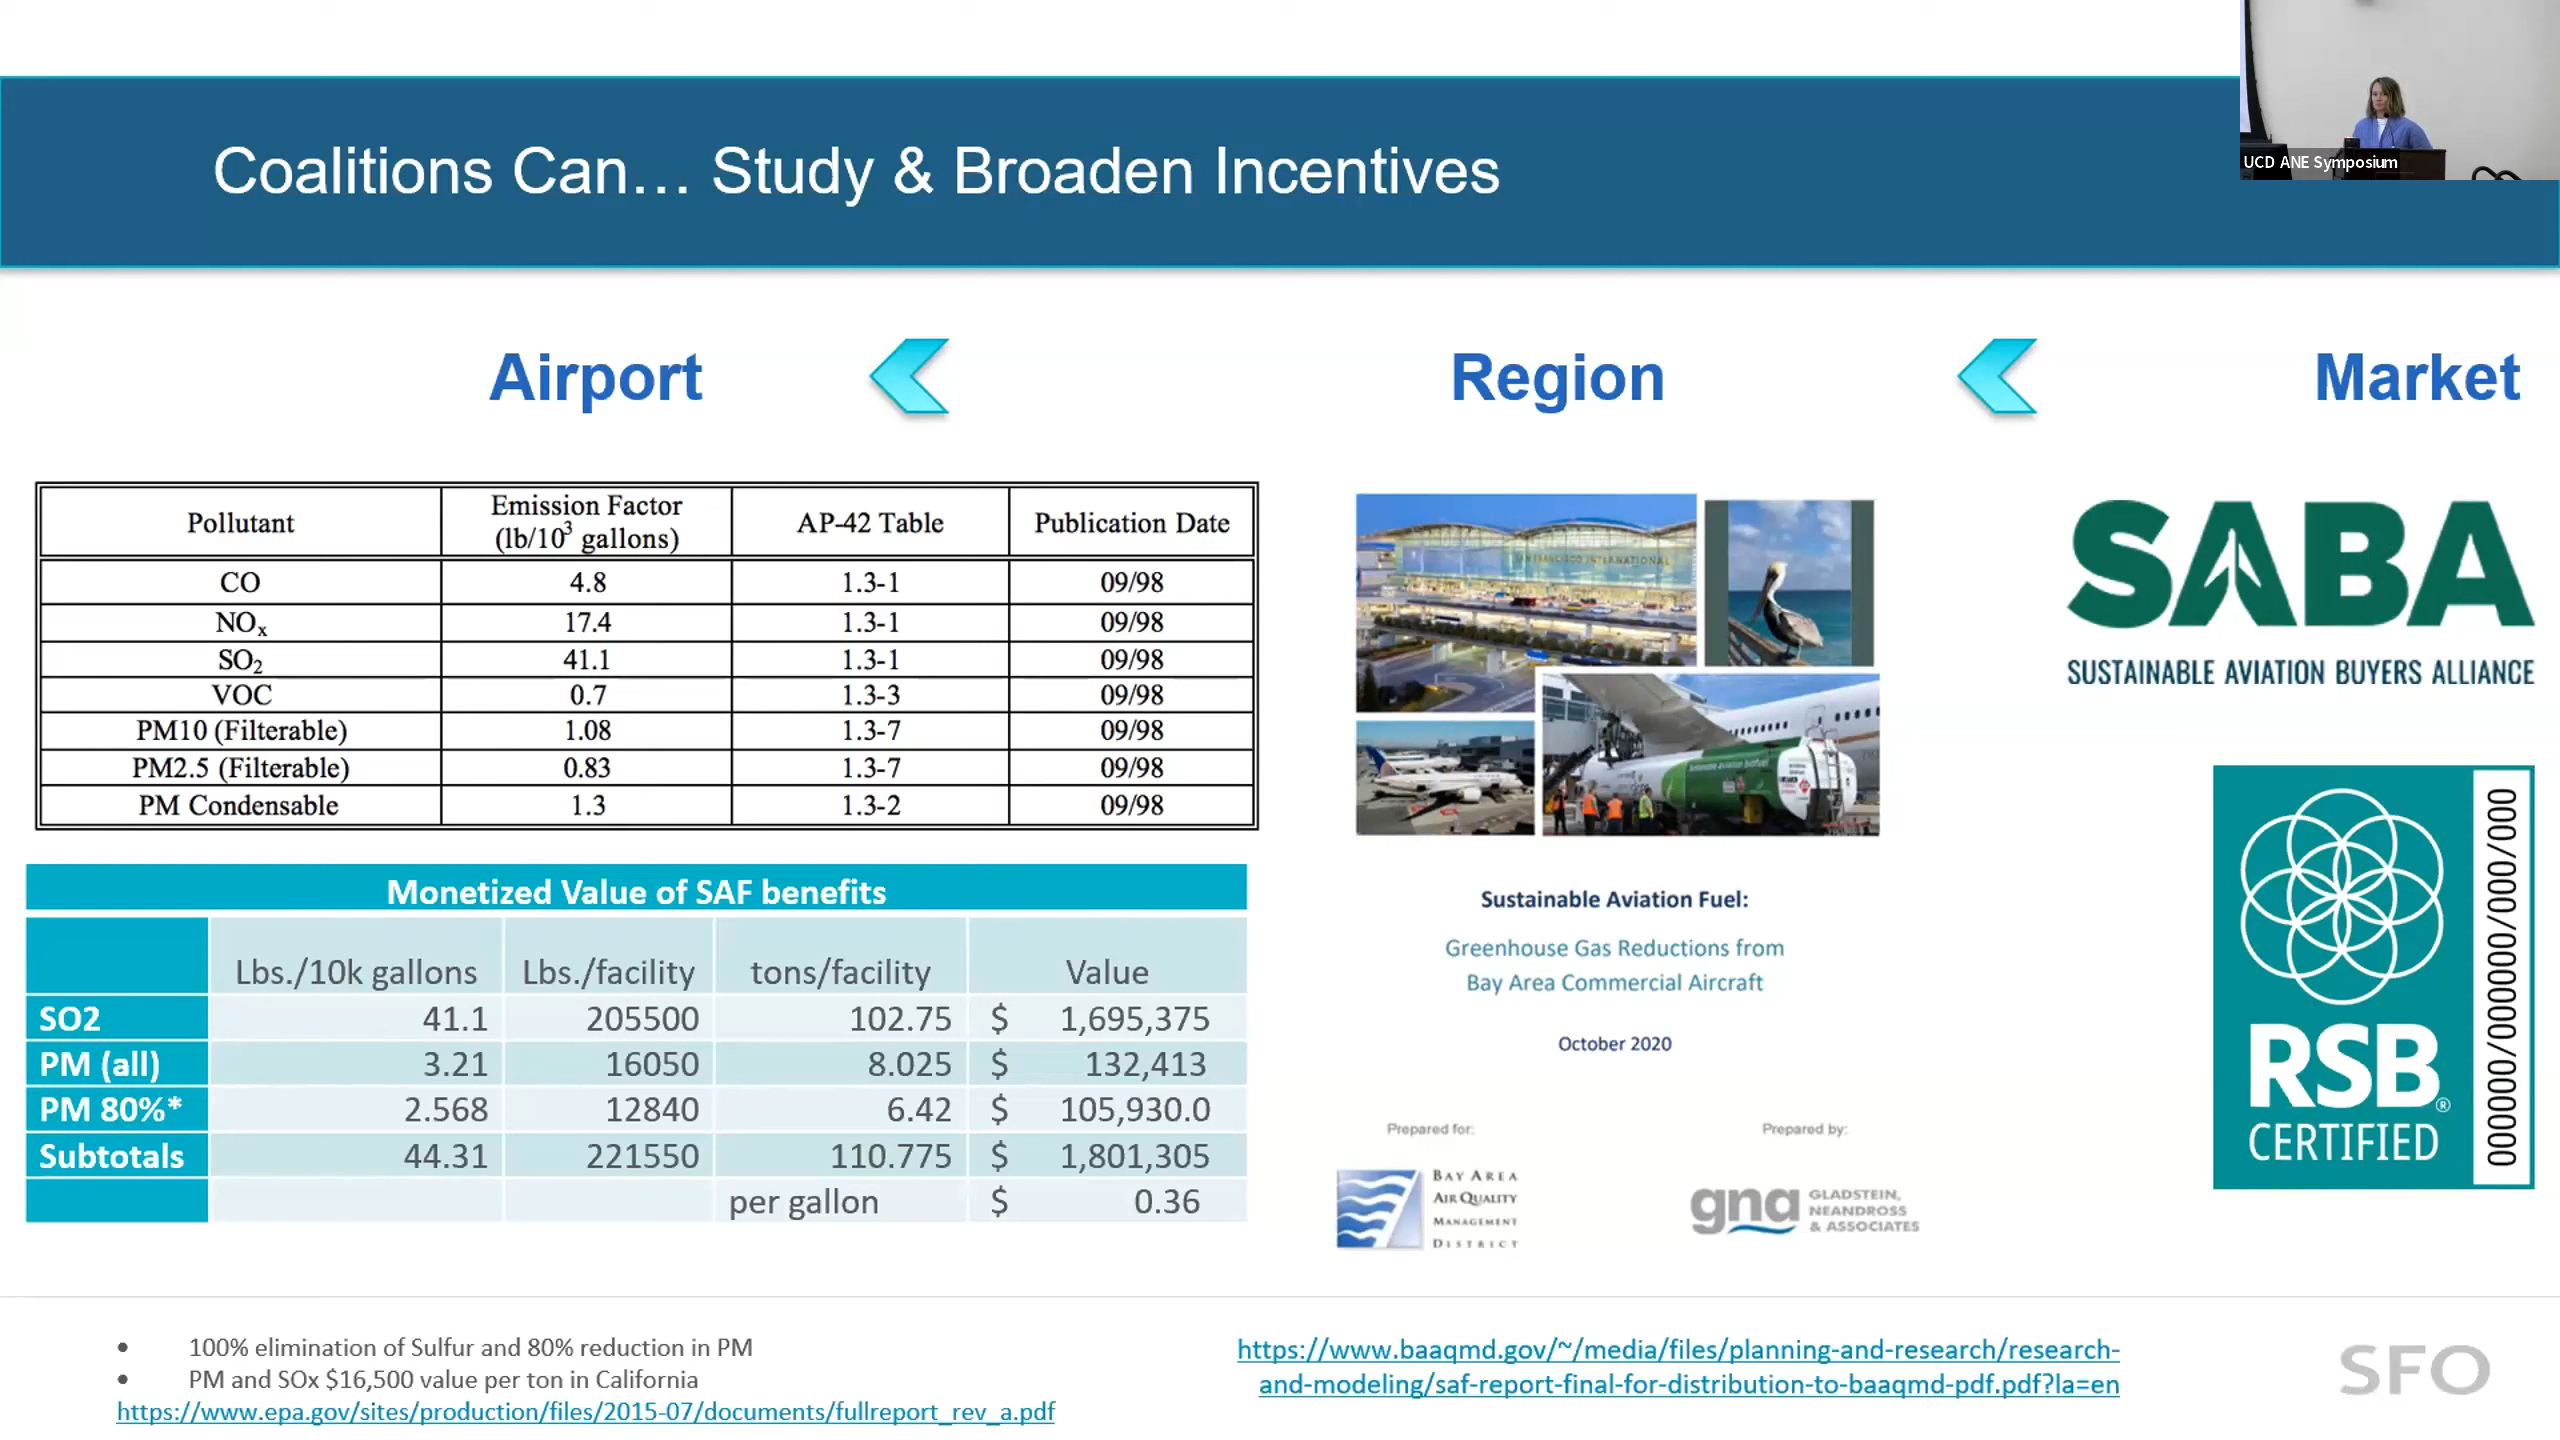 UCD ANE Symposium
Coalitions Can… Study & Broaden Incentives
Airport
Region
Market
Pollutant Emission Factor (lb/10³ gallons) AP-42 Table Publication Date
CO 4.8 1.3-1 09/98
NOₓ 17.4 1.3-1 09/98
SO₂ 41.1 1.3-1 09/98
VOC 0.7 1.3-3 09/98
PM10 (Filterable) 1.08 1.3-7 09/98
PM2.5 (Filterable) 0.83 1.3-7 09/98
PM Condensable 1.3 1.3-2 09/98
Monetized Value of SAF benefits
Lbs./10k gallons Lbs./facility tons/facility Value
SO2 41.1 205500 102.75 $ 1,695,375
PM (all) 3.21 16050 8.025 $ 132,413
PM 80%* 2.568 12840 6.42 $ 105,930.0
Subtotals 44.31 221550 110.775 $ 1,801,305
per gallon $ 0.36
SAN FRANCISCO INTERNATIONAL
Sustainable aviation biofuel
Sustainable Aviation Fuel:
Greenhouse Gas Reductions from
Bay Area Commercial Aircraft
October 2020
Prepared for:
BAY AREA
AIR QUALITY
MANAGEMENT
DISTRICT
Prepared by:
gna
GLADSTEIN,
NEANDROSS
& ASSOCIATES
SABA
SUSTAINABLE AVIATION BUYERS ALLIANCE
RSB®
CERTIFIED
000000/000000/000/000
• 100% elimination of Sulfur and 80% reduction in PM
• PM and SOx $16,500 value per ton in California
https://www.epa.gov/sites/production/files/2015-07/documents/fullreport_rev_a.pdf
https://www.baaqmd.gov/~/media/files/planning-and-research/research-
and-modeling/saf-report-final-for-distribution-to-baaqmd-pdf.pdf?la=en
SFO